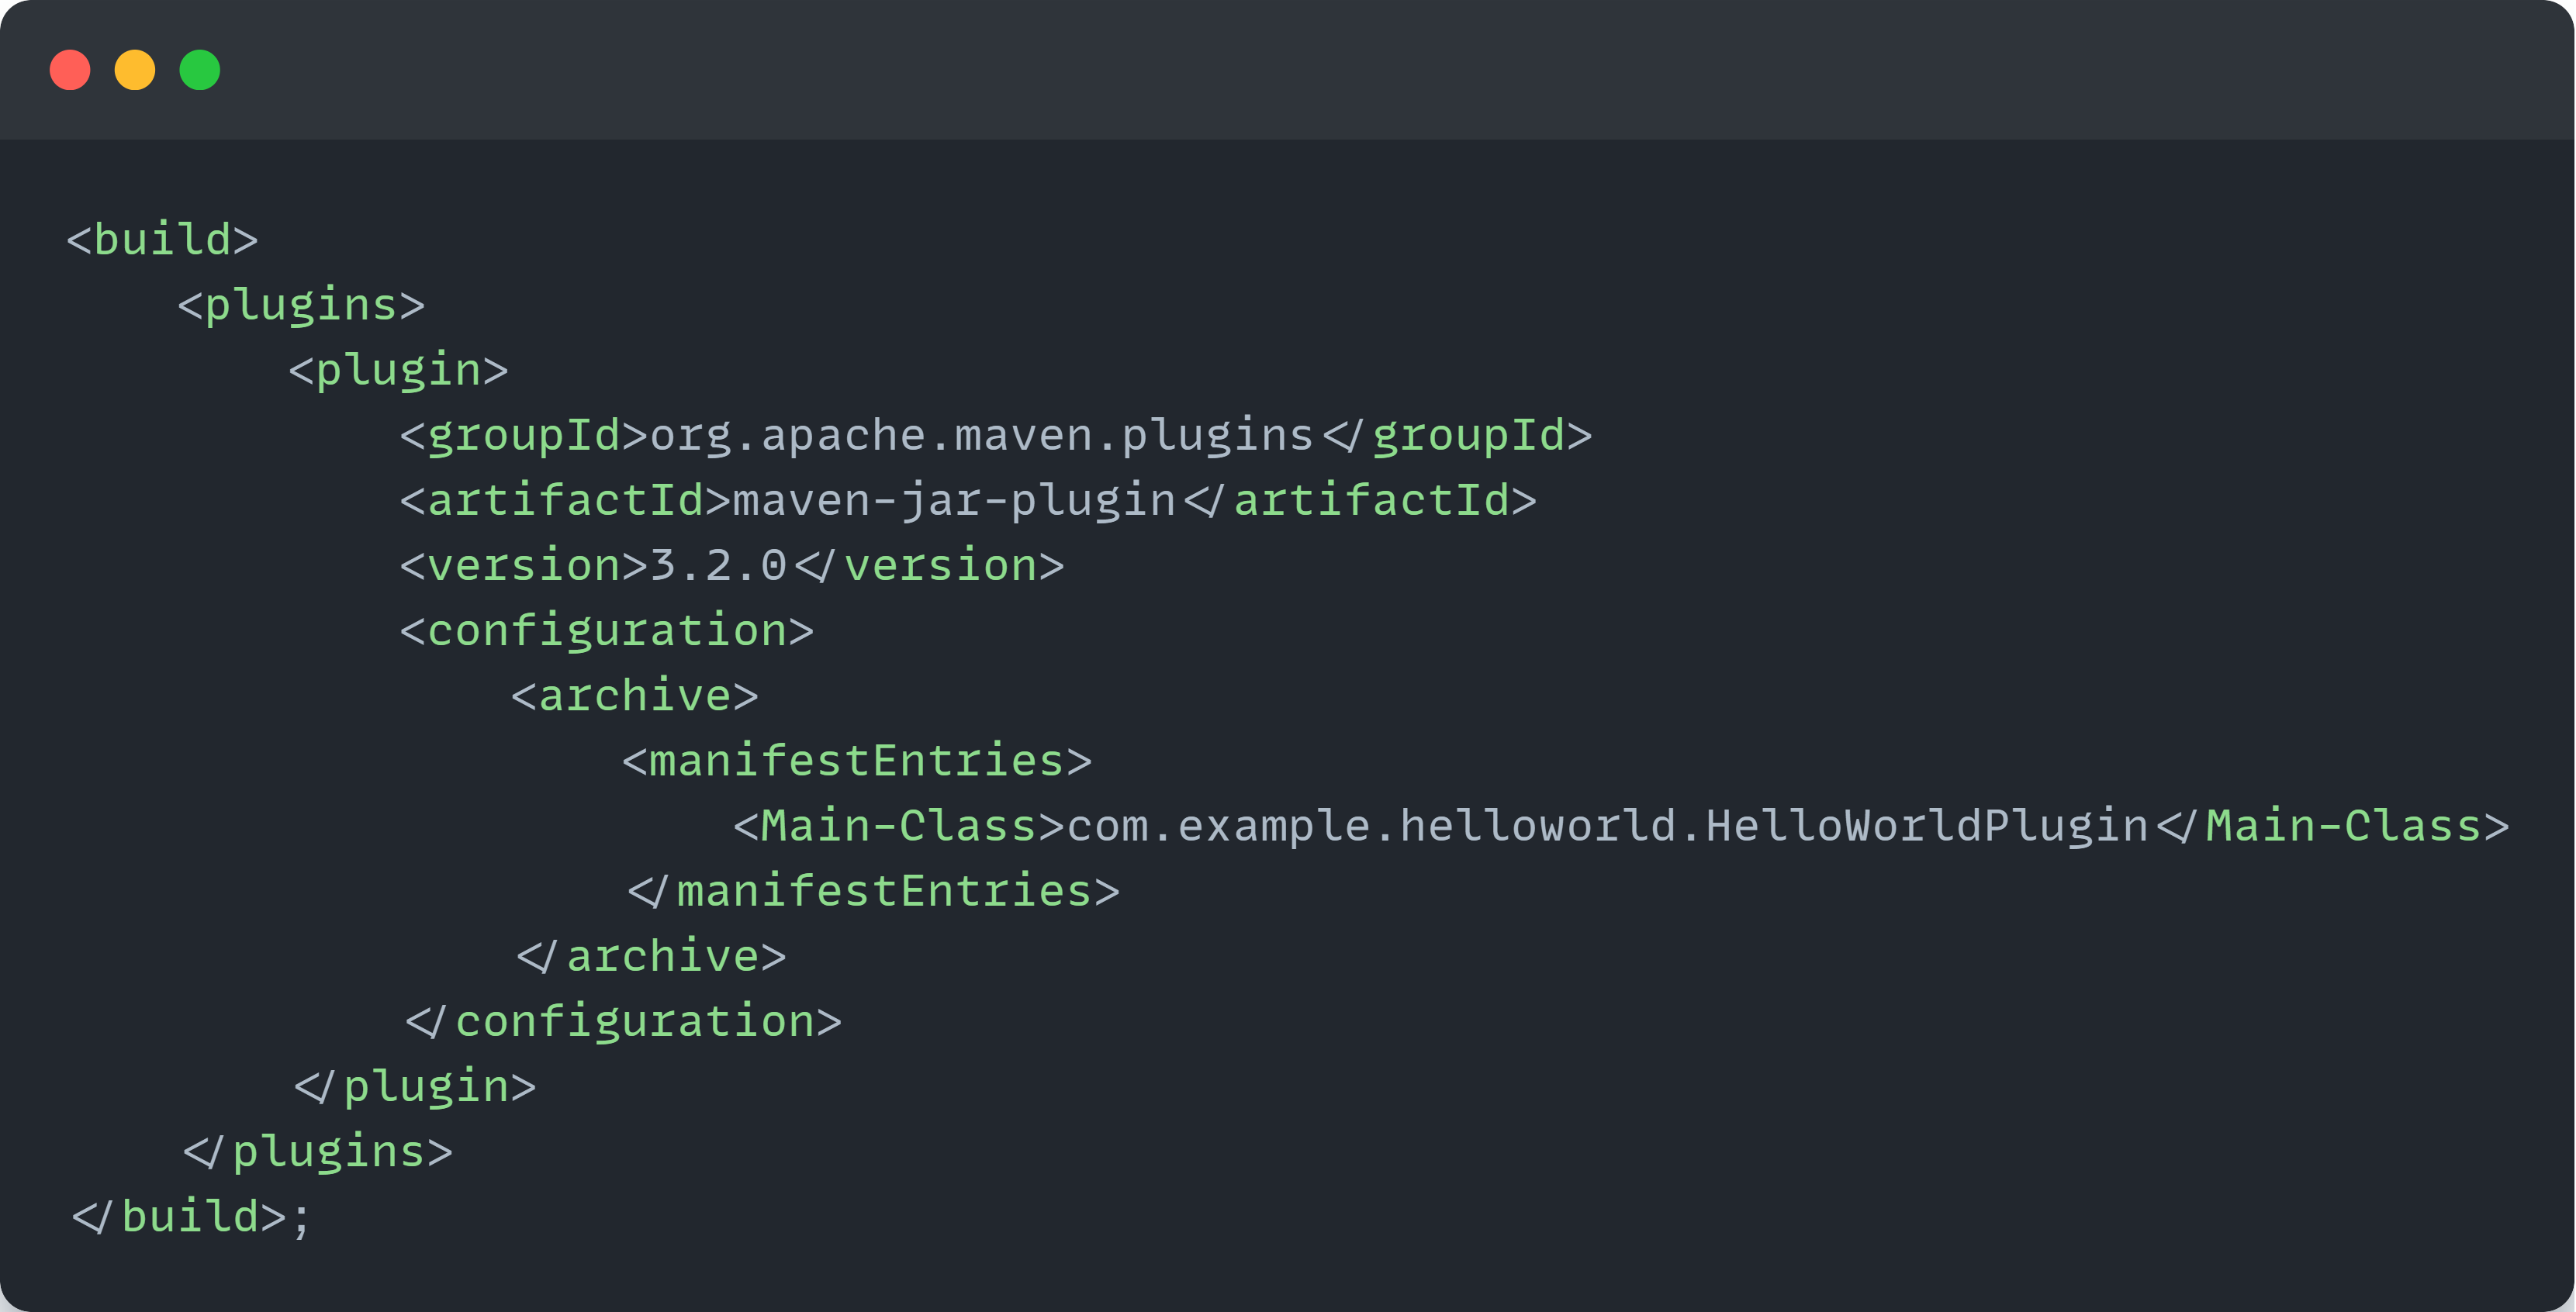 <build>
    <plugins>
        <plugin>
            <groupId>org.apache.maven.plugins</groupId>
            <artifactId>maven-jar-plugin</artifactId>
            <version>3.2.0</version>
            <configuration>
                <archive>
                    <manifestEntries>
                        <Main-Class>com.example.helloworld.HelloWorldPlugin</Main-Class>
                    </manifestEntries>
                </archive>
            </configuration>
        </plugin>
    </plugins>
</build>;